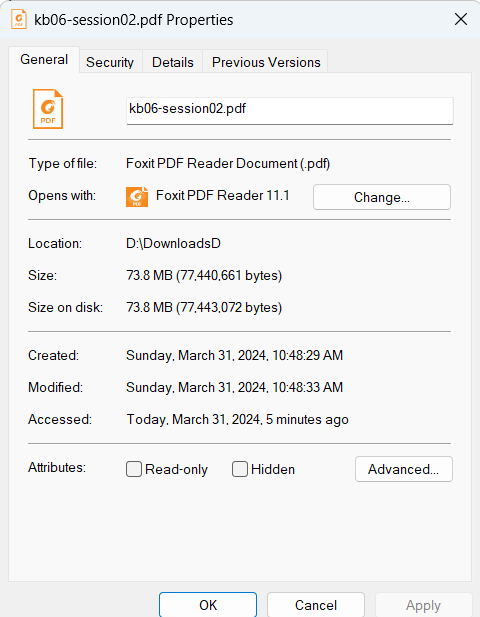 kb06-session02.pdf Properties
General
Security
Details
Previous Versions
PDF
kb06-session02.pdf
Type of file: Foxit PDF Reader Document (.pdf)
Opens with: Foxit PDF Reader 11.1 Change...
Location: D:\DownloadsD
Size: 73.8 MB (77,440,661 bytes)
Size on disk: 73.8 MB (77,443,072 bytes)
Created: Sunday, March 31, 2024, 10:48:29 AM
Modified: Sunday, March 31, 2024, 10:48:33 AM
Accessed: Today, March 31, 2024, 5 minutes ago
Attributes: Read-only Hidden Advanced...
OK Cancel Apply